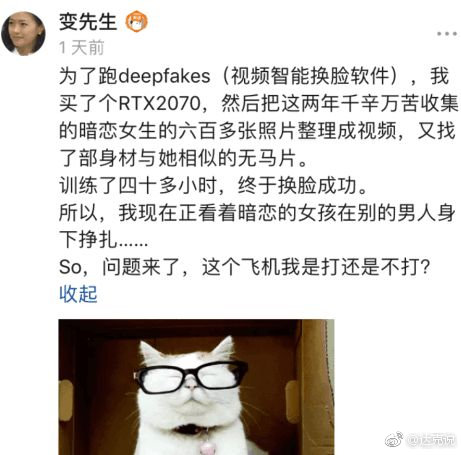 变先生
1 天前
为了跑deepfakes（视频智能换脸软件），我
买了个RTX2070，然后把这两年千辛万苦收集
的暗恋女生的六百多张照片整理成视频，又找
了部身材与她相似的无马片。
训练了四十多小时，终于换脸成功。
所以，我现在正看着暗恋的女孩在别的男人身
下挣扎……
So，问题来了，这个飞机我是打还是不打？
收起